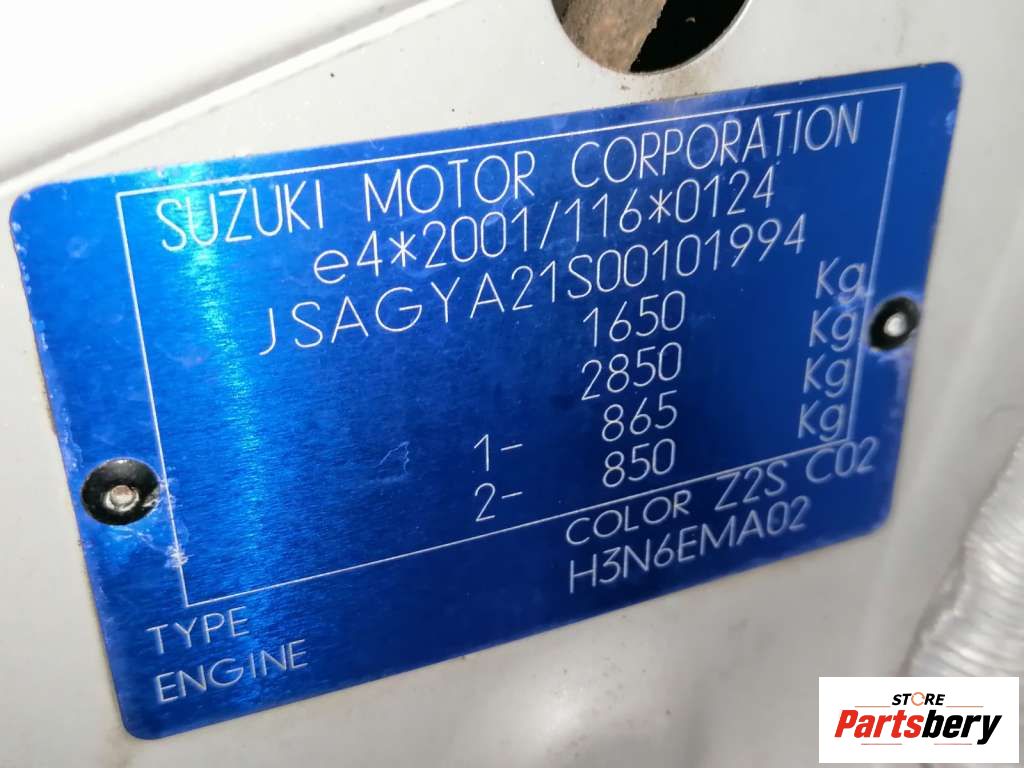 SUZUKI MOTOR CORPORATION
e4*2001/116*0124
JSAGYA21S00101994
1650 Kg
2850 Kg
1- 865 Kg
2- 850 Kg
COLOR Z2S C02
TYPE H3N6EMA02
ENGINE
STORE
Partsbery